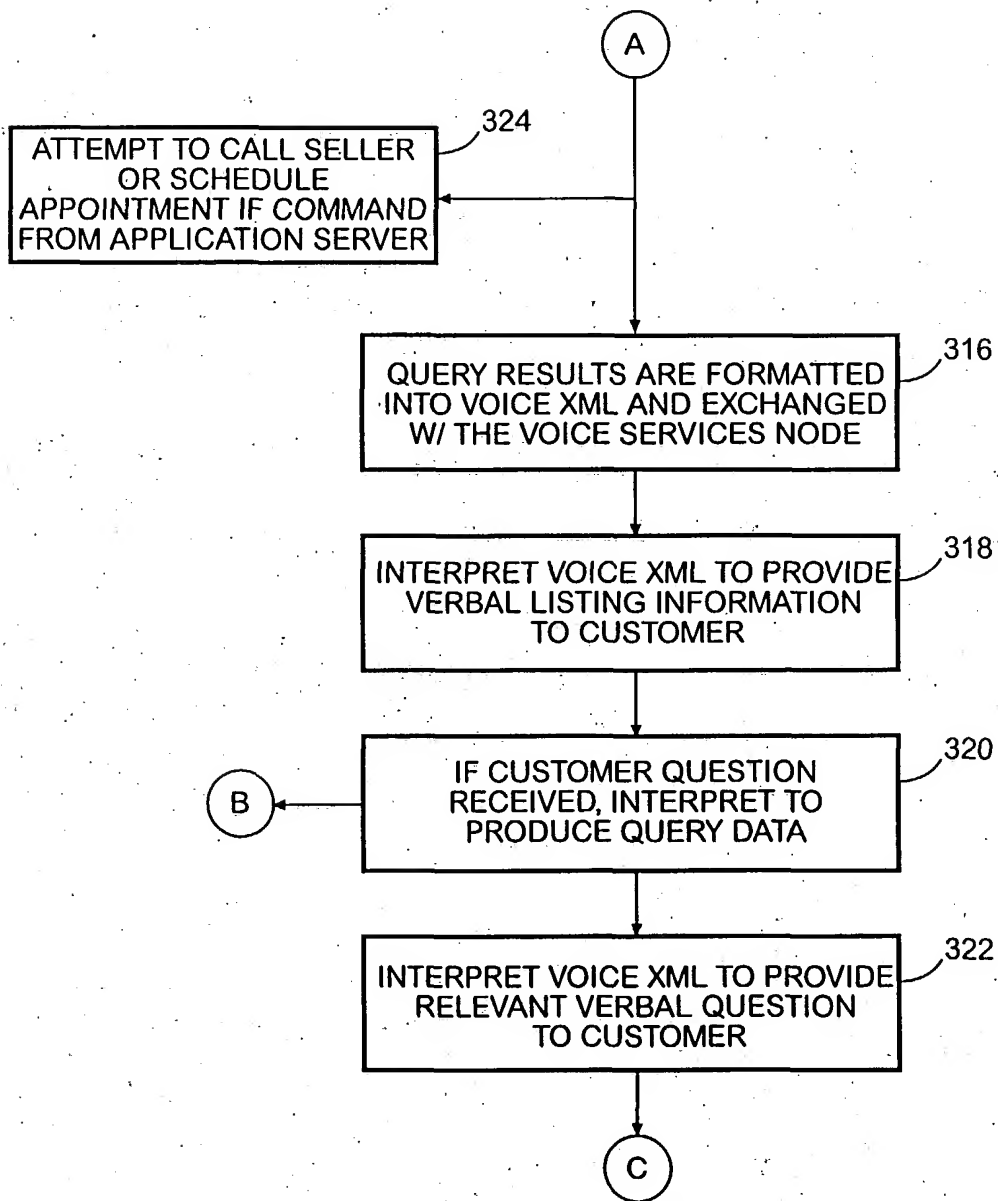 A
324
ATTEMPT TO CALL SELLER
OR SCHEDULE
APPOINTMENT IF COMMAND
FROM APPLICATION SERVER
316
QUERY RESULTS ARE FORMATTED
INTO VOICE XML AND EXCHANGED
W/ THE VOICE SERVICES NODE
318
INTERPRET VOICE XML TO PROVIDE
VERBAL LISTING INFORMATION
TO CUSTOMER
320
IF CUSTOMER QUESTION
RECEIVED, INTERPRET TO
PRODUCE QUERY DATA
B
322
INTERPRET VOICE XML TO PROVIDE
RELEVANT VERBAL QUESTION
TO CUSTOMER
C